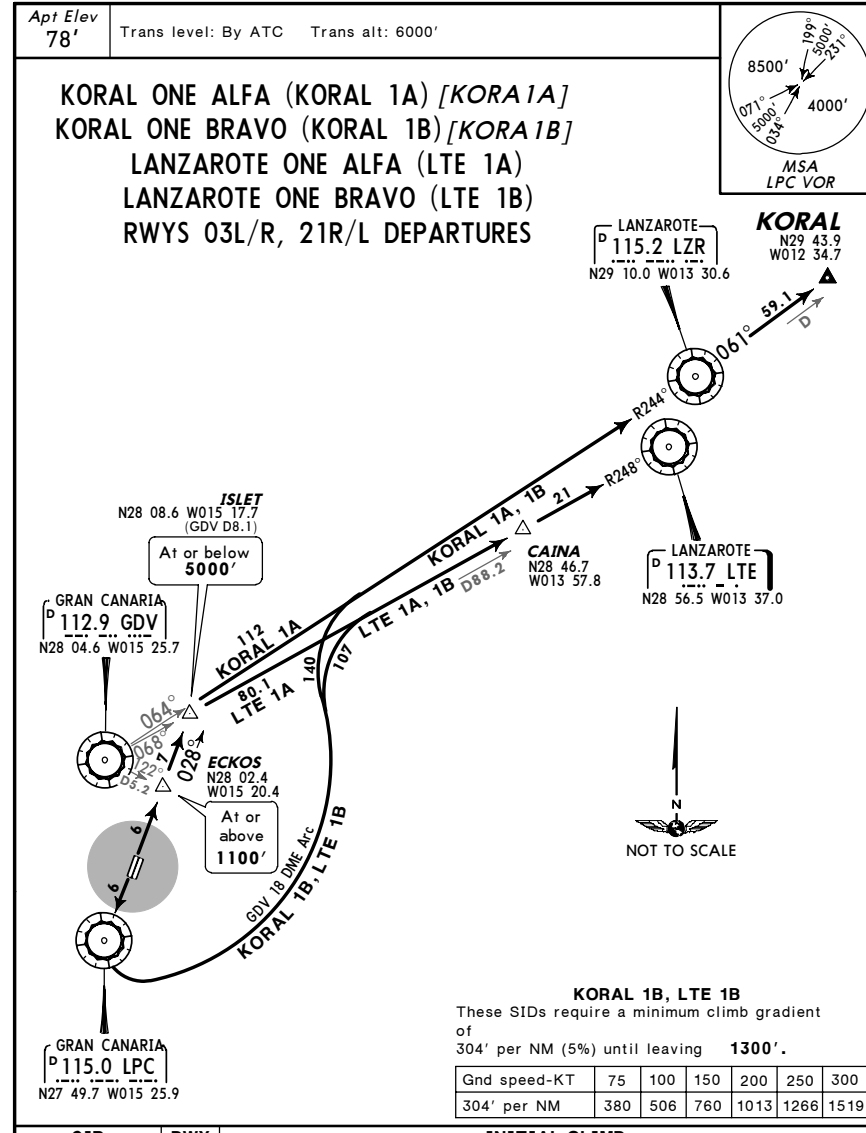 Apt Elev
78'
Trans level: By ATC Trans alt: 6000'
199°
5000'
231°
8500'
071°
5000'
034°
4000'
MSA
LPC VOR
KORAL ONE ALFA (KORAL 1A) [KORA1A]
KORAL ONE BRAVO (KORAL 1B) [KORA1B]
LANZAROTE ONE ALFA (LTE 1A)
LANZAROTE ONE BRAVO (LTE 1B)
RWYS 03L/R, 21R/L DEPARTURES
LANZAROTE
D 115.2 LZR
N29 10.0 W013 30.6
KORAL
N29 43.9
W012 34.7
061°
59.1
D
R244°
R248°
21
KORAL 1A, 1B
LTE 1A, 1B
D88.2
CAINA
N28 46.7
W013 57.8
LANZAROTE
D 113.7 LTE
N28 56.5 W013 37.0
ISLET
N28 08.6 W015 17.7
(GDV D8.1)
At or below
5000'
GRAN CANARIA
D 112.9 GDV
N28 04.6 W015 25.7
112
KORAL 1A
80.1
LTE 1A
140
107
064°
068°
122°
D5.2
7
028°
ECKOS
N28 02.4
W015 20.4
At or
above
1100'
6
6
GDV 18 DME Arc
KORAL 1B, LTE 1B
N
NOT TO SCALE
GRAN CANARIA
D 115.0 LPC
N27 49.7 W015 25.9
KORAL 1B, LTE 1B
These SIDs require a minimum climb gradient
of
304' per NM (5%) until leaving 1300'.
Gnd speed-KT 75 100 150 200 250 300
304' per NM 380 506 760 1013 1266 1519